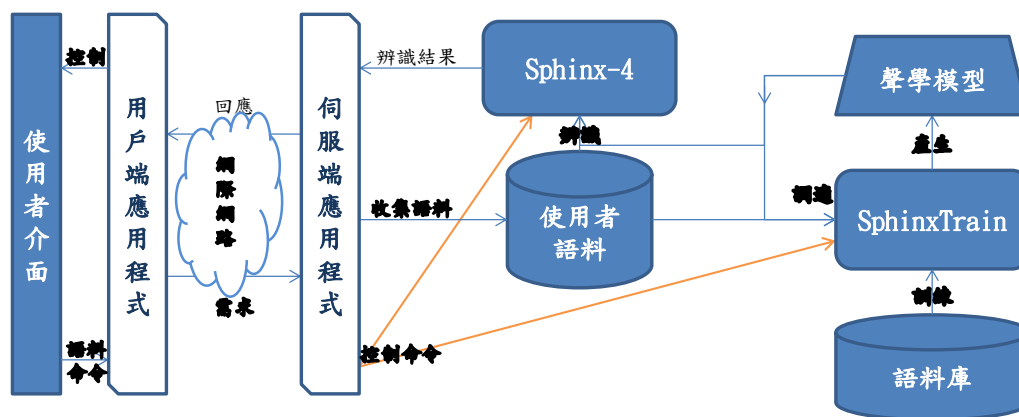 使用者介面
控制
語料
命令
用戶端應用程式
回應
網際網路
需求
伺服端應用程式
辨識結果
收集語料
控制命令
Sphinx-4
辨識
使用者
語料
聲學模型
產生
調適
SphinxTrain
訓練
語料庫